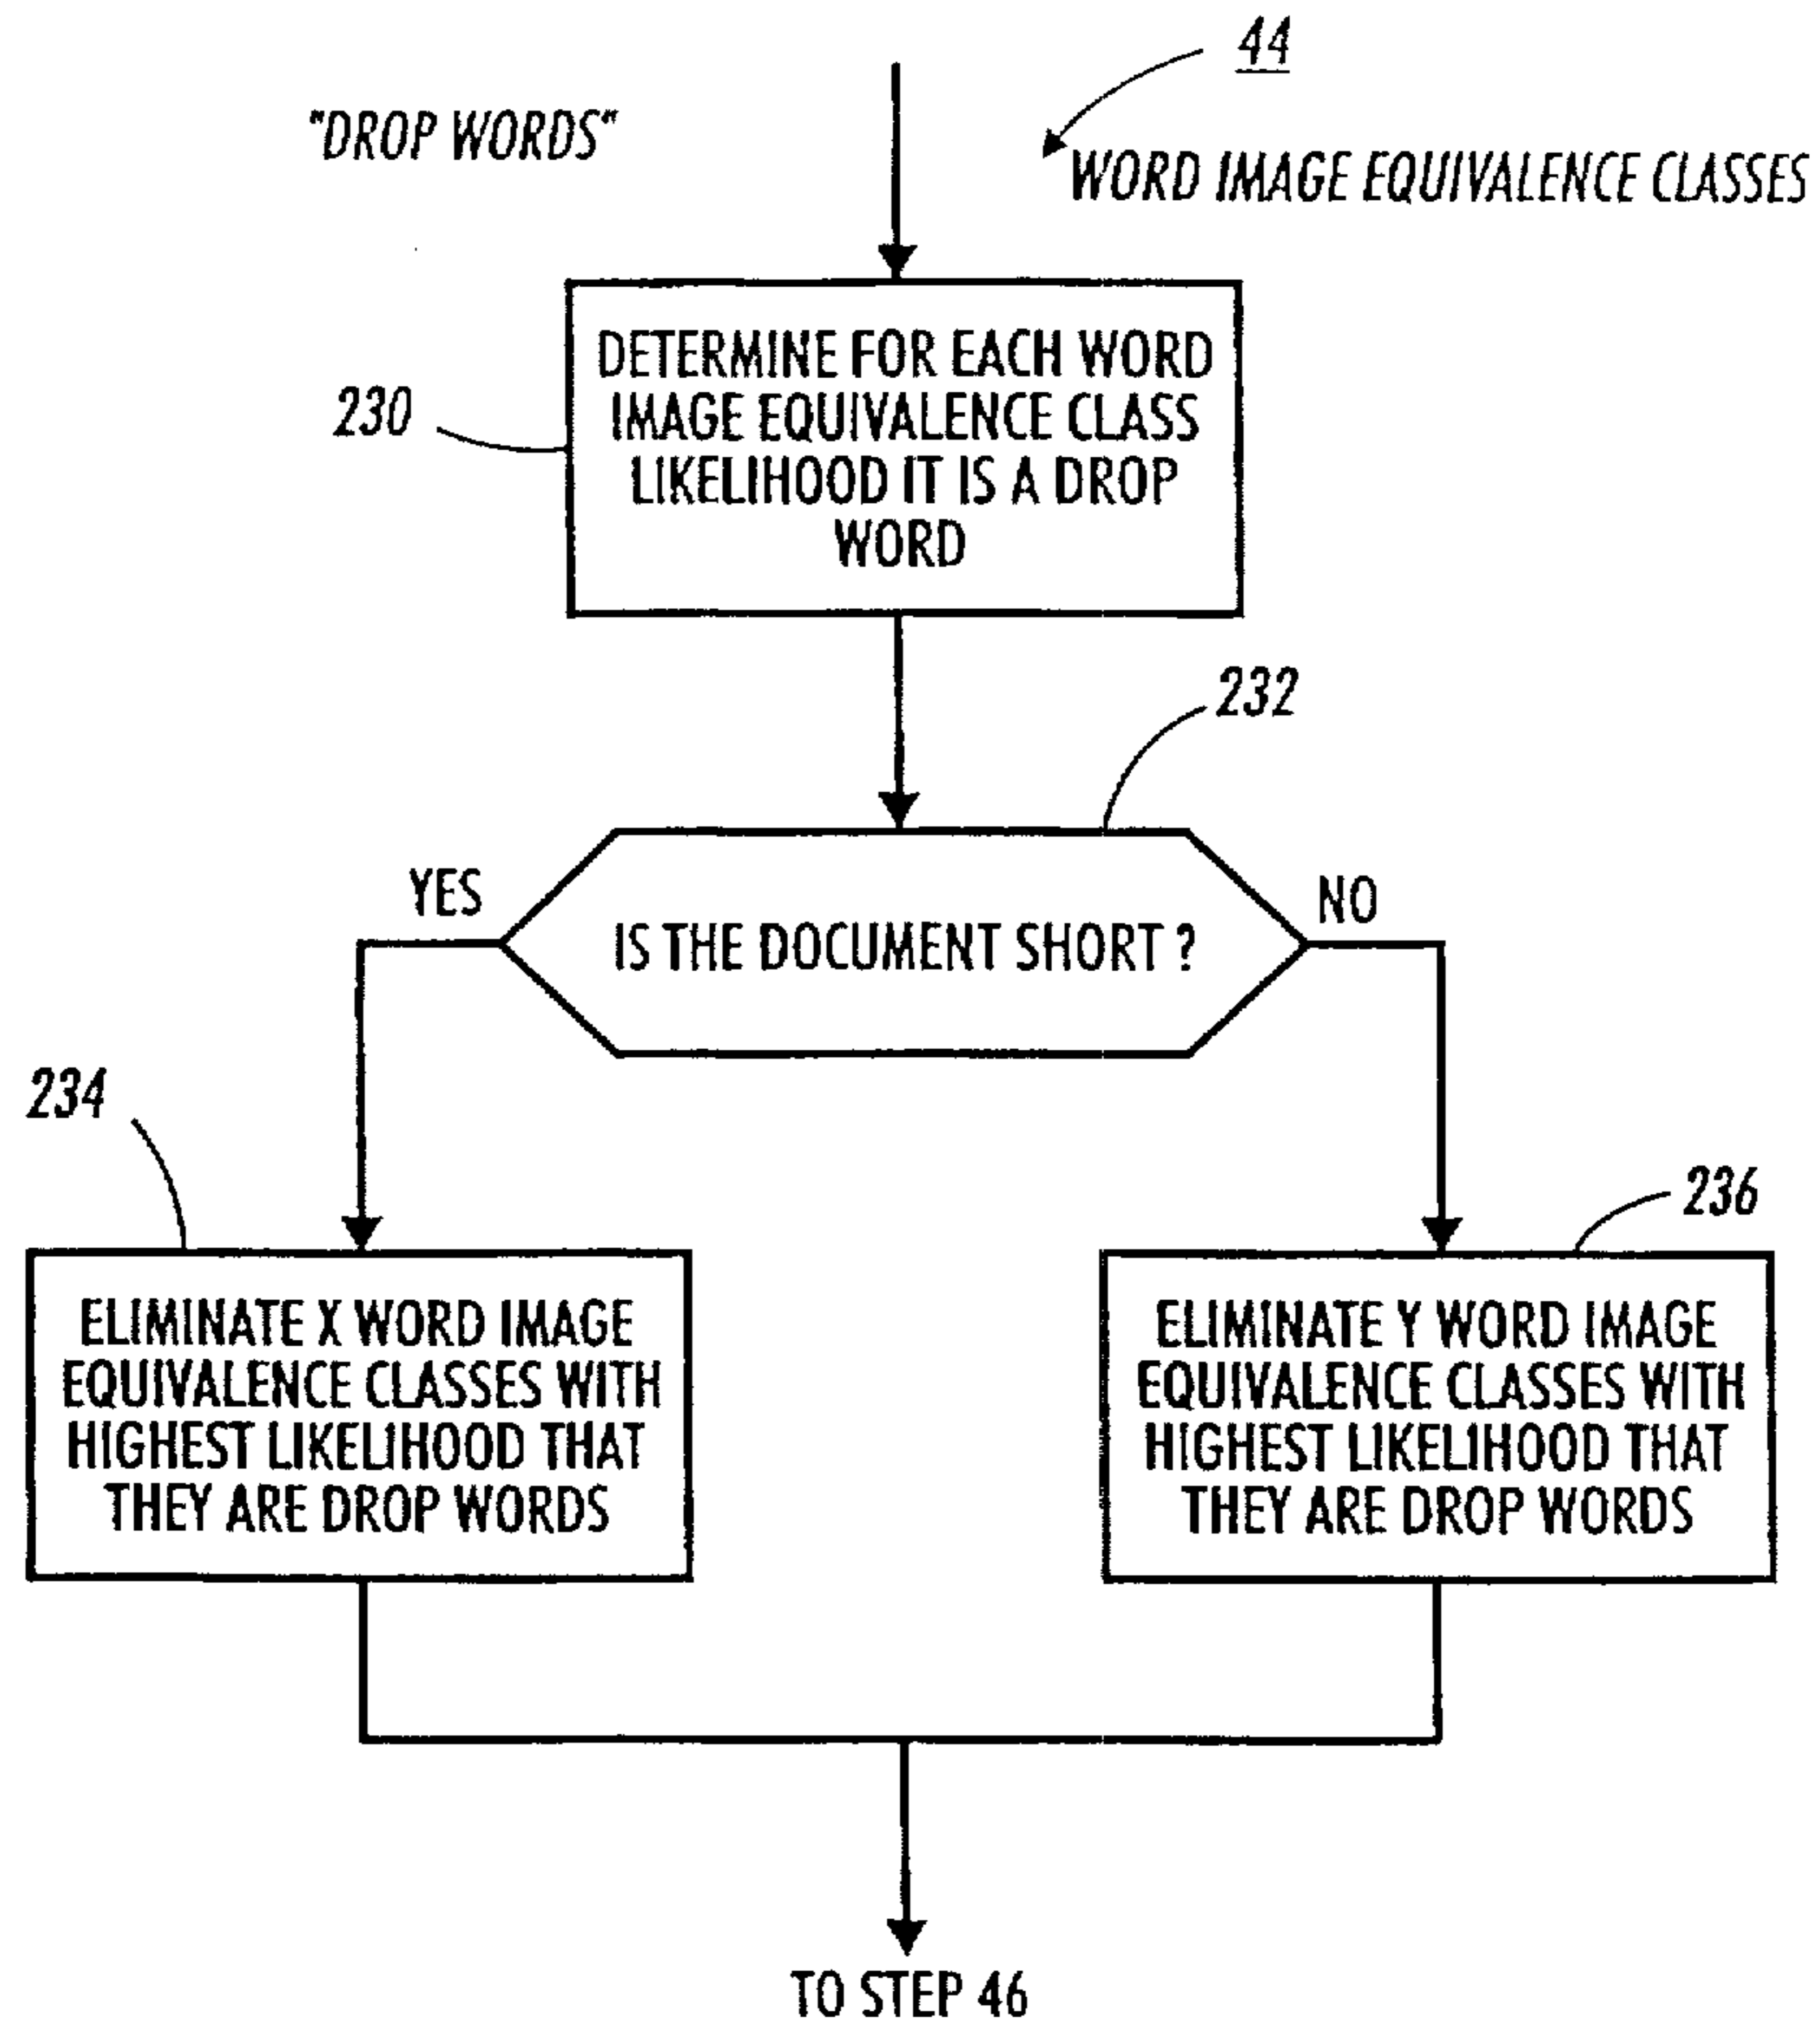 44
"DROP WORDS"
WORD IMAGE EQUIVALENCE CLASSES
230
DETERMINE FOR EACH WORD
IMAGE EQUIVALENCE CLASS
LIKELIHOOD IT IS A DROP
WORD
232
YES
NO
IS THE DOCUMENT SHORT ?
234
236
ELIMINATE X WORD IMAGE
EQUIVALENCE CLASSES WITH
HIGHEST LIKELIHOOD THAT
THEY ARE DROP WORDS
ELIMINATE Y WORD IMAGE
EQUIVALENCE CLASSES WITH
HIGHEST LIKELIHOOD THAT
THEY ARE DROP WORDS
TO STEP 46